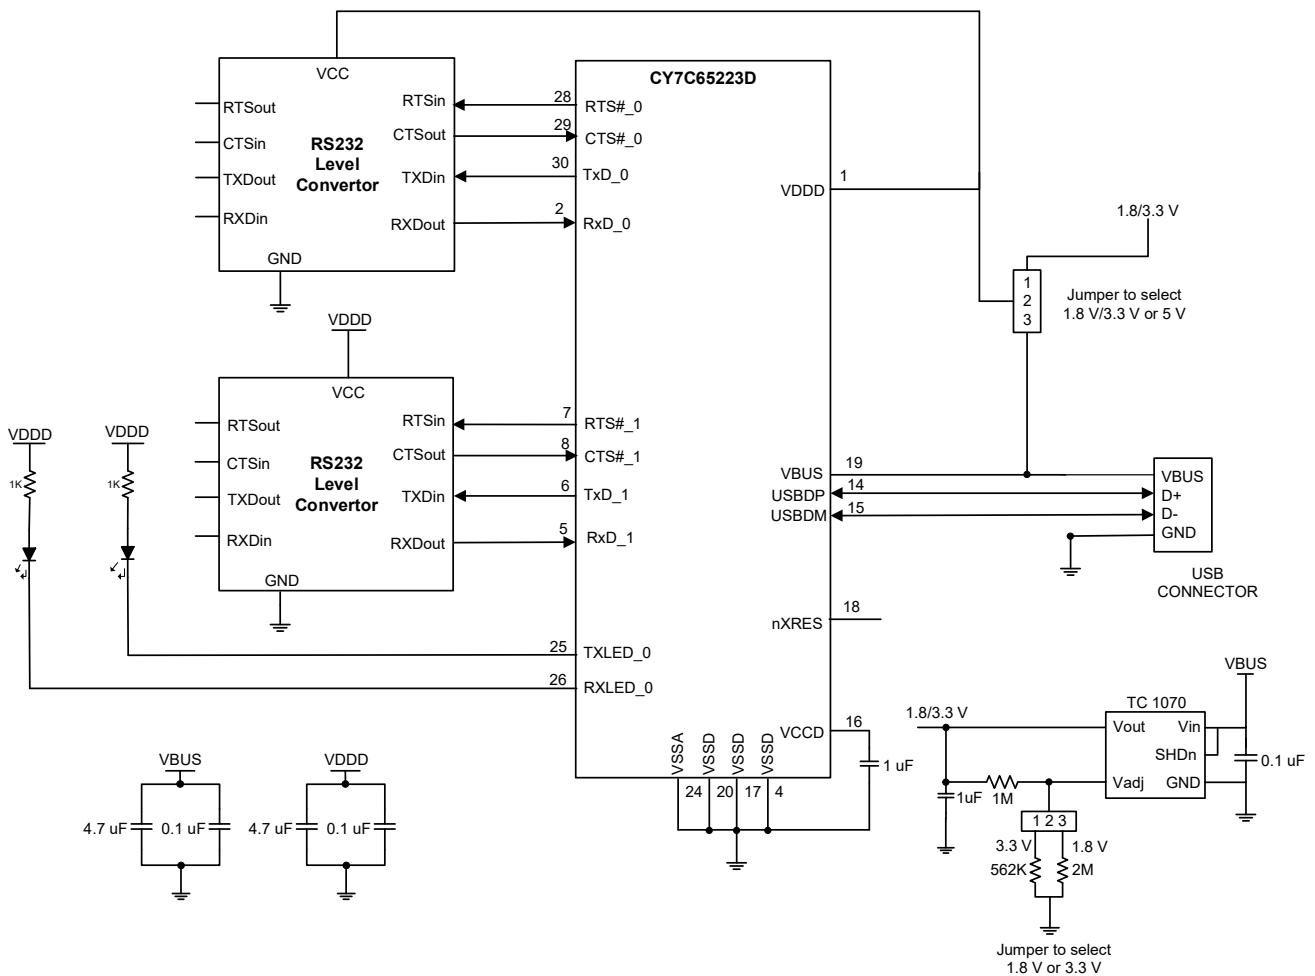 VCC
RTSout
CTSin
TXDout
RXDin
RS232
Level
Convertor
RTSin
CTSout
TXDin
RXDout
GND
28
29
30
2
CY7C65223D
RTS#_0
CTS#_0
TxD_0
RxD_0
VDDD
1
1.8/3.3 V
1
2
3
Jumper to select
1.8 V/3.3 V or 5 V
VDDD
VCC
RTSout
CTSin
TXDout
RXDin
RS232
Level
Convertor
RTSin
CTSout
TXDin
RXDout
GND
7
8
6
5
RTS#_1
CTS#_1
TxD_1
RxD_1
VDDD
1K
VDDD
1K
VBUS
USBDP
USBDM
19
14
15
VBUS
D+
D-
GND
USB
CONNECTOR
nXRES
18
25
26
TXLED_0
RXLED_0
VCCD
16
1 uF
VSSA
VSSD
VSSD
VSSD
24
20
17
4
VBUS
4.7 uF
0.1 uF
VDDD
4.7 uF
0.1 uF
VBUS
TC 1070
1.8/3.3 V
Vout
Vin
SHDn
Vadj
GND
0.1 uF
1uF
1M
1 2 3
3.3 V
1.8 V
562K
2M
Jumper to select
1.8 V or 3.3 V